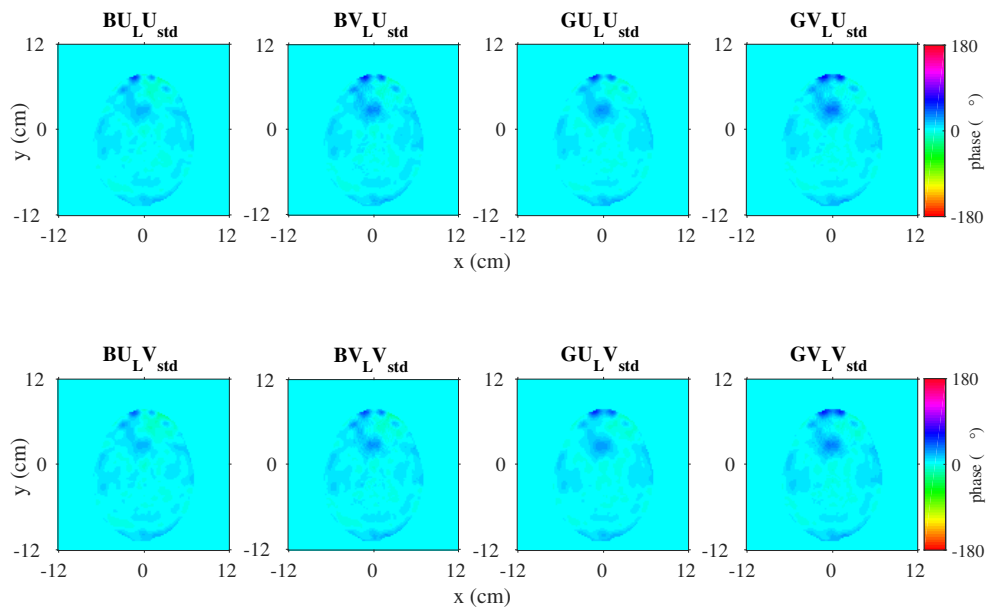 BU_L U_std BV_L U_std GU_L U_std GV_L U_std
12 12 12 12 180
y (cm) 0 0 0 0 0 phase ( °)
-12 -12 -12 -12 -180
-12 0 12 -12 0 12 -12 0 12 -12 0 12
x (cm)
BU_L V_std BV_L V_std GU_L V_std GV_L V_std
12 12 12 12 180
y (cm) 0 0 0 0 0 phase ( °)
-12 -12 -12 -12 -180
-12 0 12 -12 0 12 -12 0 12 -12 0 12
x (cm)